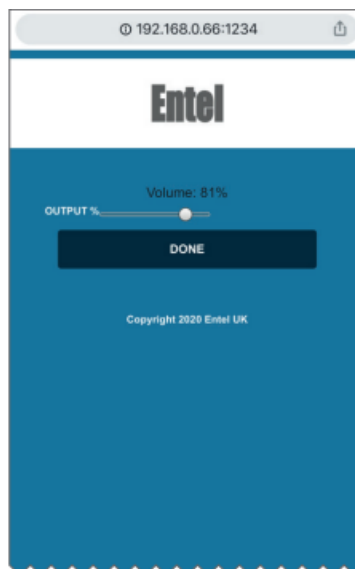 192.168.0.66:1234
Entel
Volume: 81%
OUTPUT %
DONE
Copyright 2020 Entel UK